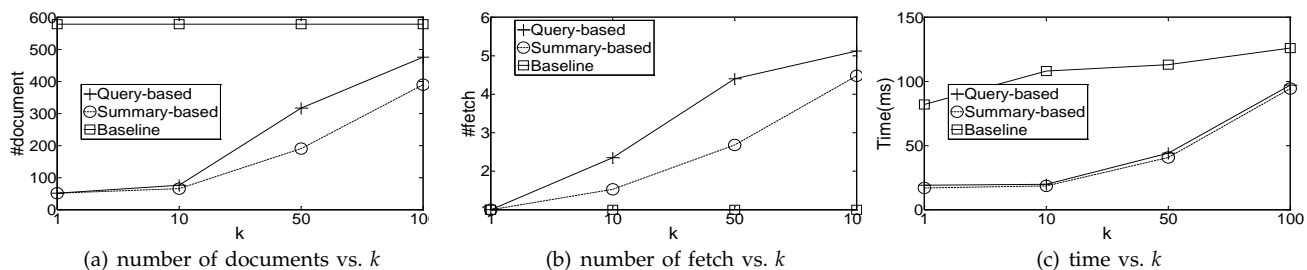 600
500
400
300
200
100
0
#document
Query-based
Summary-based
Baseline
1
10
50
10
k
(a) number of documents vs. k
6
5
4
3
2
1
#fetch
Query-based
Summary-based
Baseline
1
10
50
10
k
(b) number of fetch vs. k
150
100
50
0
Time(ms)
Query-based
Summary-based
Baseline
1
10
50
100
k
(c) time vs. k